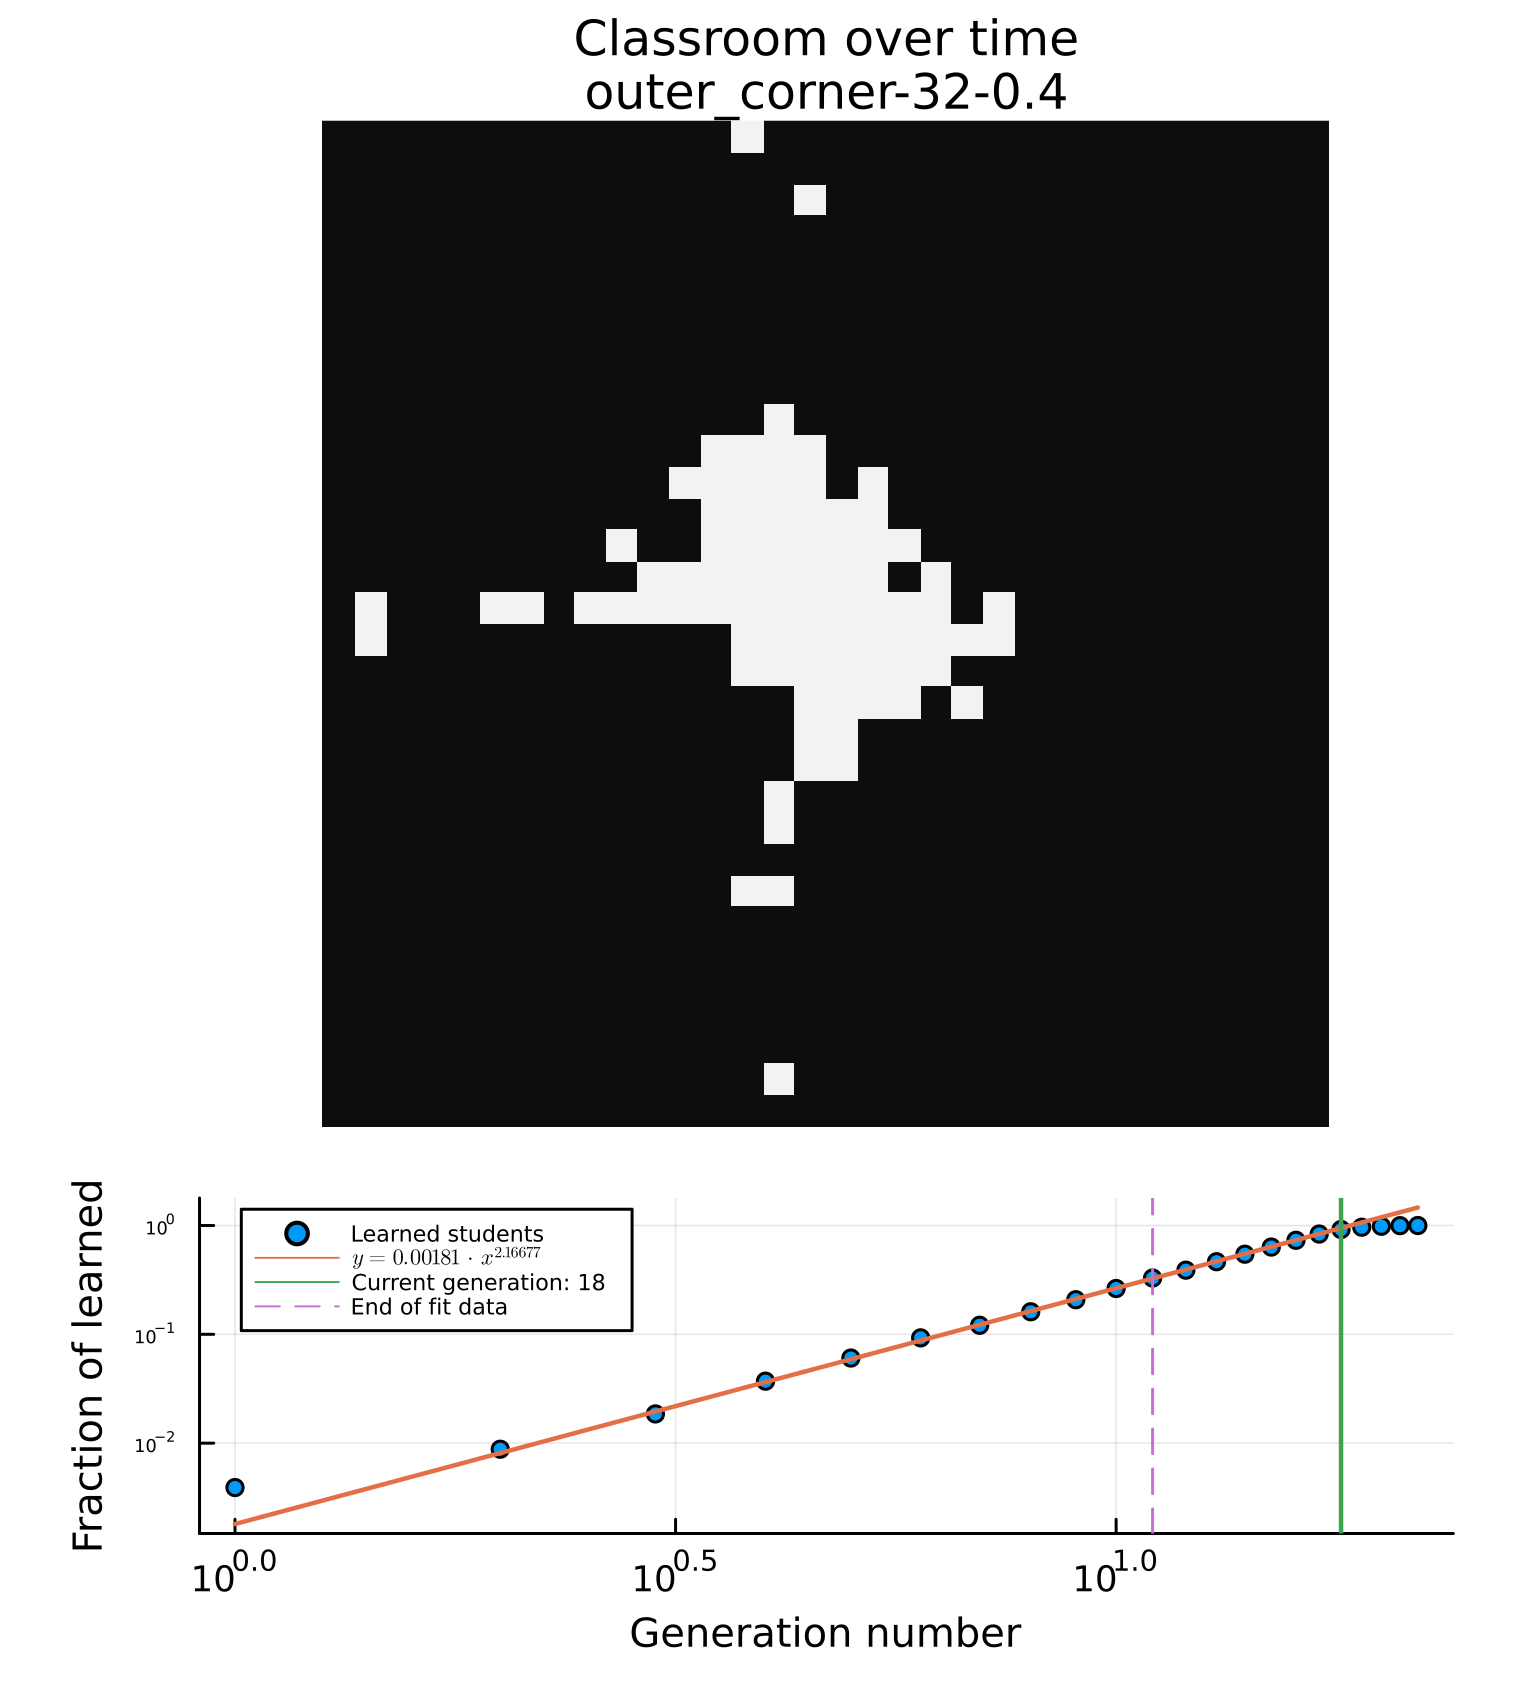 Classroom over time
outer_corner-32-0.4
Fraction of learned
10⁰
10⁻¹
10⁻²
Learned students
y = 0.00181 · x^2.16677
Current generation: 18
End of fit data
10^0.0
10^0.5
10^1.0
Generation number